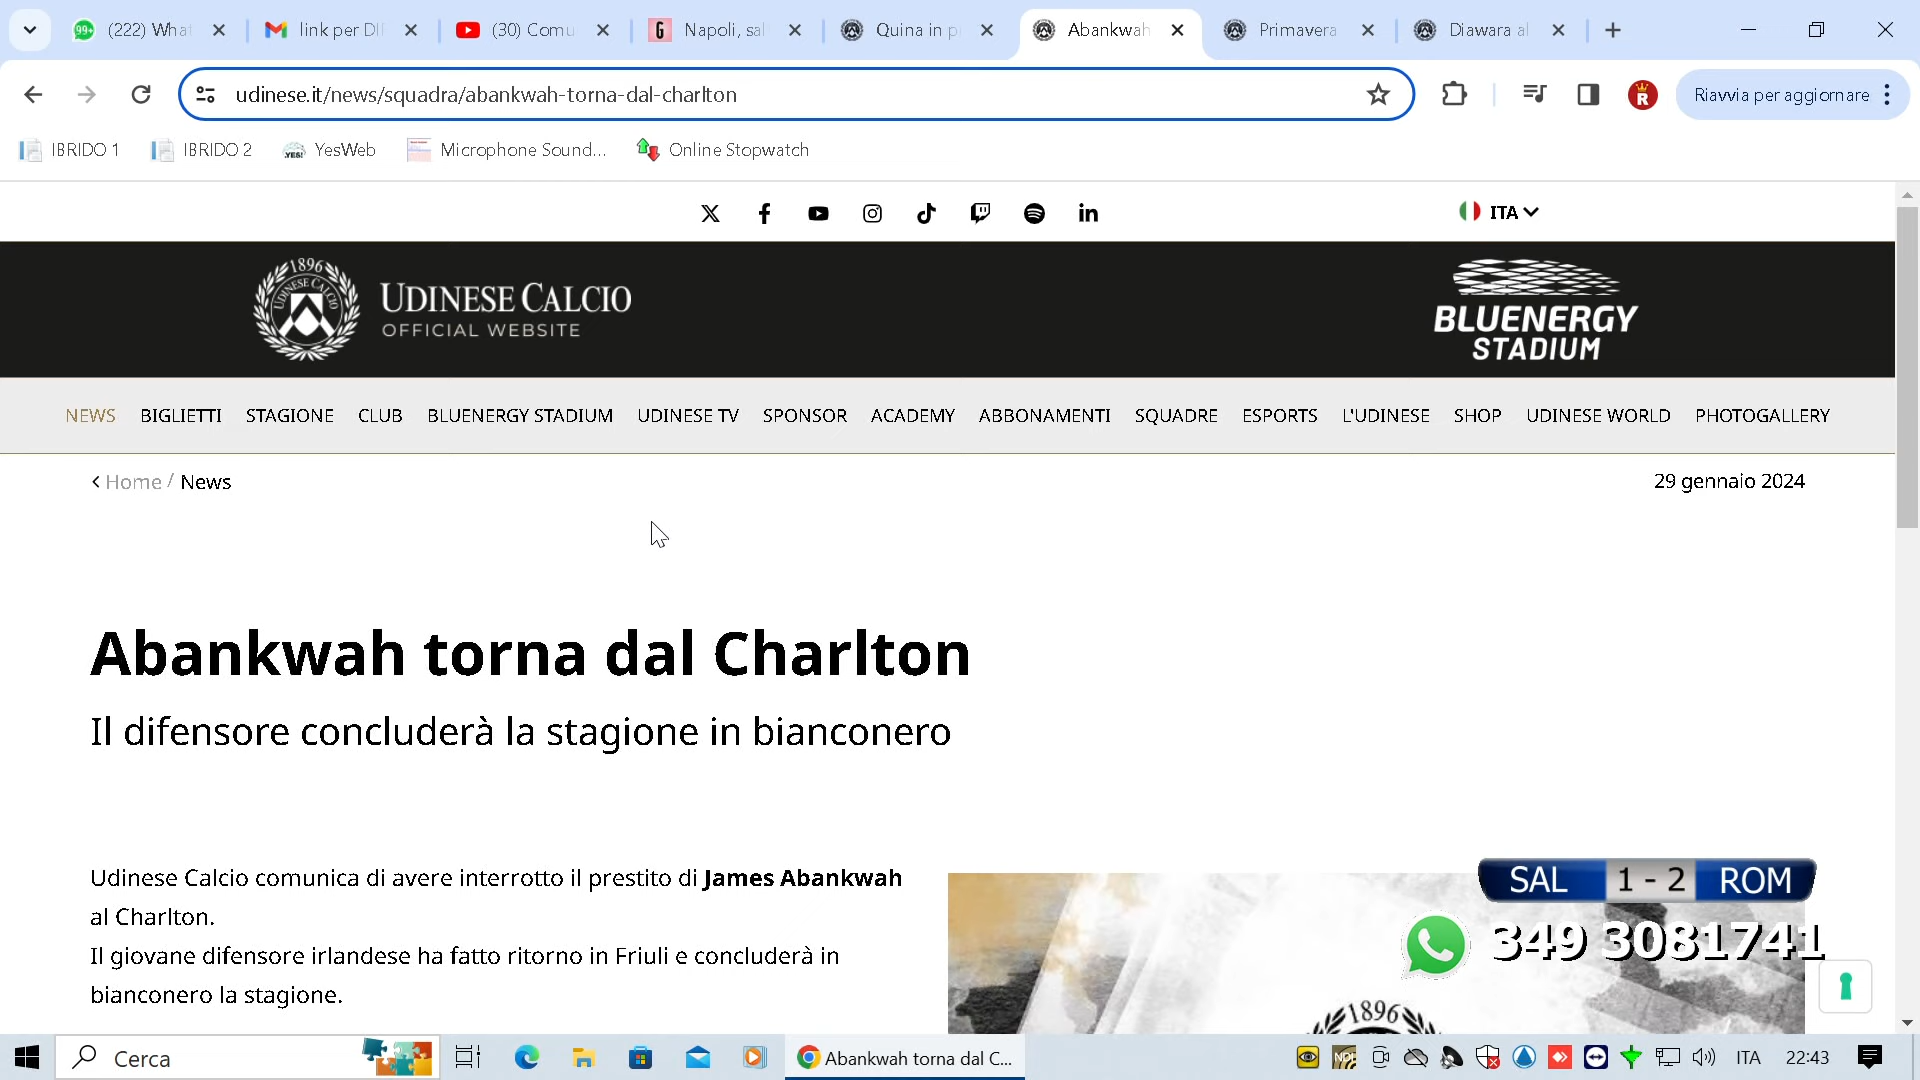 (222) Wha
link per DI
(30) Comu
Napoli, sal
Quina in p
Abankwah
Primavera
Diawara al
udinese.it/news/squadra/abankwah-torna-dal-charlton
Riavvia per aggiornare
IBRIDO 1
IBRIDO 2
YesWeb
Microphone Sound...
Online Stopwatch
ITA
1896
UDINESE CALCIO
UDINESE CALCIO
OFFICIAL WEBSITE
BLUENERGY
STADIUM
NEWS BIGLIETTI STAGIONE CLUB BLUENERGY STADIUM UDINESE TV SPONSOR ACADEMY ABBONAMENTI SQUADRE ESPORTS L'UDINESE SHOP UDINESE WORLD PHOTOGALLERY
Home / News
29 gennaio 2024
Abankwah torna dal Charlton
Il difensore concluderà la stagione in bianconero
Udinese Calcio comunica di avere interrotto il prestito di James Abankwah
al Charlton.
Il giovane difensore irlandese ha fatto ritorno in Friuli e concluderà in
bianconero la stagione.
SAL 1 - 2 ROM
349 3081741
1896
Cerca
Abankwah torna dal C...
ITA
22:43